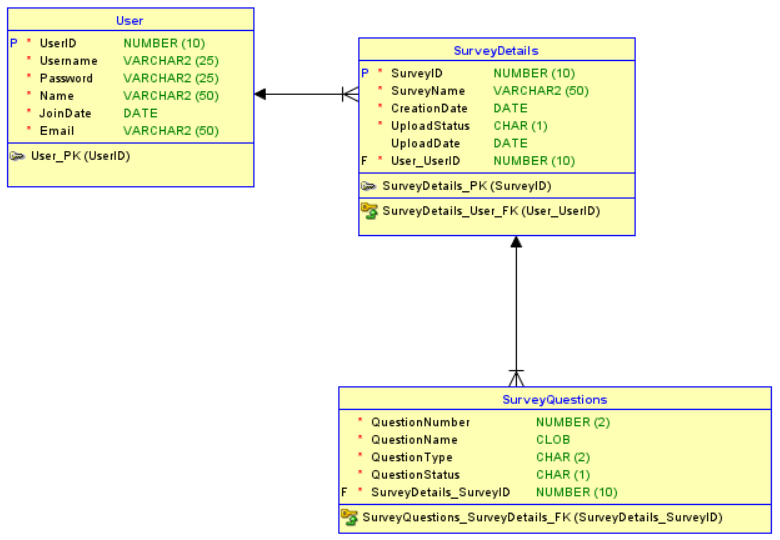 User
P * UserID NUMBER (10)
* Username VARCHAR2 (25)
* Password VARCHAR2 (25)
* Name VARCHAR2 (50)
* JoinDate DATE
* Email VARCHAR2 (50)
User_PK (UserID)
SurveyDetails
P * SurveyID NUMBER (10)
* SurveyName VARCHAR2 (50)
* CreationDate DATE
* UploadStatus CHAR (1)
UploadDate DATE
F * User_UserID NUMBER (10)
SurveyDetails_PK (SurveyID)
SurveyDetails_User_FK (User_UserID)
SurveyQuestions
* QuestionNumber NUMBER (2)
* QuestionName CLOB
* QuestionType CHAR (2)
* QuestionStatus CHAR (1)
F * SurveyDetails_SurveyID NUMBER (10)
SurveyQuestions_SurveyDetails_FK (SurveyDetails_SurveyID)